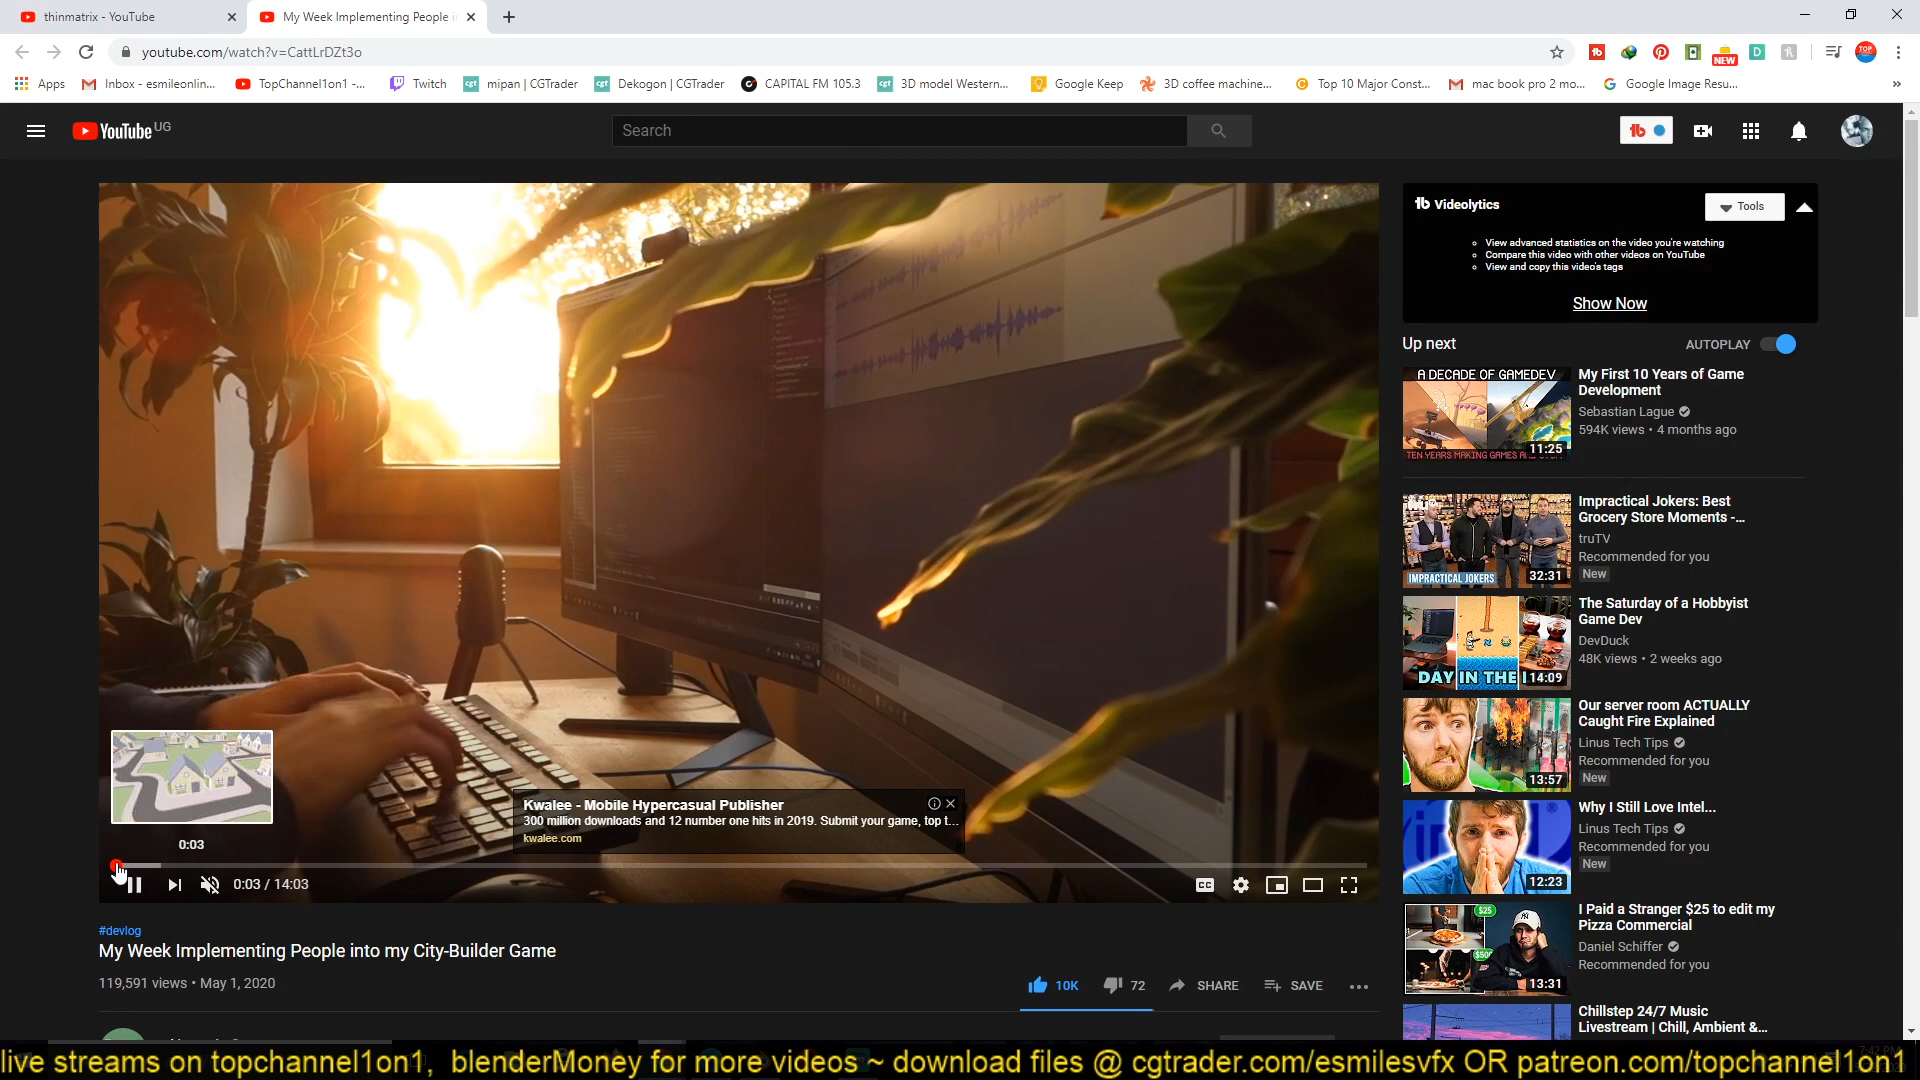 thinmatrix - YouTube
My Week Implementing People i
youtube.com/watch?v=CattLrDZt3o
NEW
TOP
Apps
Inbox - esmileonlin...
TopChannel1on1 -...
Twitch
mipan | CGTrader
Dekogon | CGTrader
CAPITAL FM 105.3
3D model Western...
Google Keep
3D coffee machine...
Top 10 Major Const...
mac book pro 2 mo...
Google Image Resu...
YouTube UG
Search
Videolytics
Tools
View advanced statistics on the video you're watching
Compare this video with other videos on YouTube
View and copy this video's tags
Show Now
Up next
AUTOPLAY
A DECADE OF GAMEDEV
11:25
My First 10 Years of Game
Development
Sebastian Lague
594K views • 4 months ago
IMPRACTICAL JOKERS
32:31
Impractical Jokers: Best
Grocery Store Moments -...
truTV
Recommended for you
New
DAY IN THE
14:09
The Saturday of a Hobbyist
Game Dev
DevDuck
48K views • 2 weeks ago
13:57
Our server room ACTUALLY
Caught Fire Explained
Linus Tech Tips
Recommended for you
New
12:23
Why I Still Love Intel...
Linus Tech Tips
Recommended for you
New
$25
13:31
I Paid a Stranger $25 to edit my
Pizza Commercial
Daniel Schiffer
Recommended for you
Chillstep 24/7 Music
Livestream | Chill, Ambient &...
Kwalee - Mobile Hypercasual Publisher
300 million downloads and 12 number one hits in 2019. Submit your game, top t...
kwalee.com
0:03
0:03 / 14:03
CC
#devlog
My Week Implementing People into my City-Builder Game
119,591 views • May 1, 2020
10K
72
SHARE
SAVE
live streams on topchannel1on1, blenderMoney for more videos ~ download files @ cgtrader.com/esmilesvfx OR patreon.com/topchannel1on1